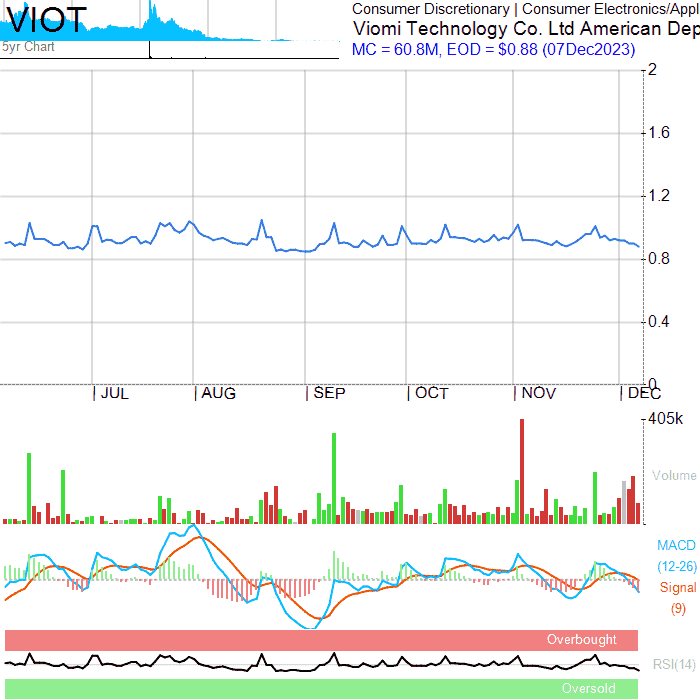 VIOT
5yr Chart
Consumer Discretionary | Consumer Electronics/Appl
Viomi Technology Co. Ltd American Dep
MC = 60.8M, EOD = $0.88 (07Dec2023)
2
1.6
1.2
0.8
0.4
0
JUL AUG SEP OCT NOV DEC
405k
Volume
MACD
(12-26)
Signal
(9)
Overbought
RSI(14)
Oversold